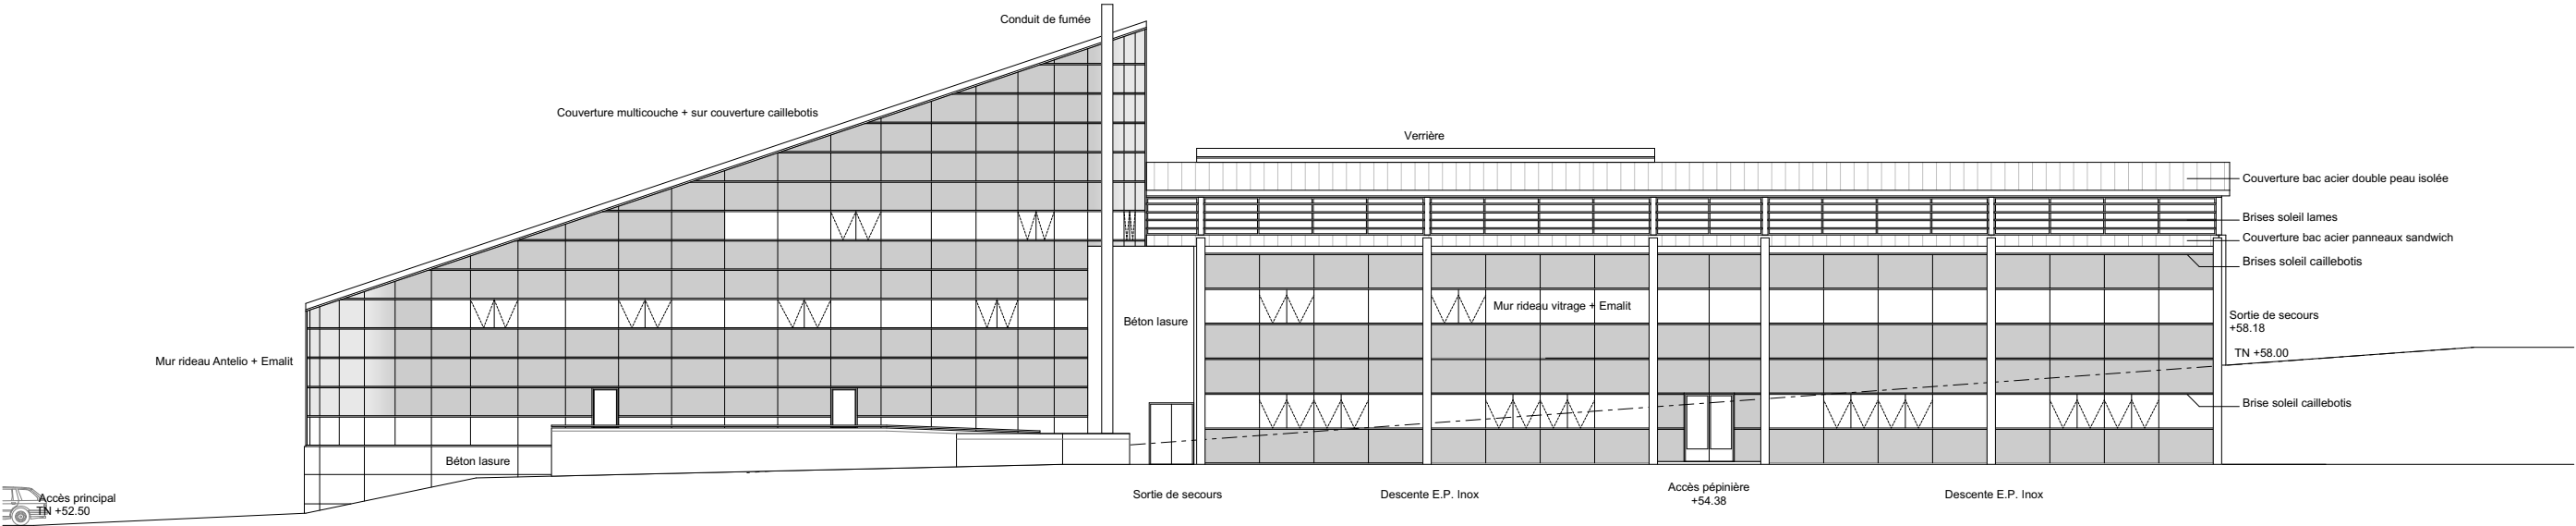 Conduit de fumée
Couverture multicouche + sur couverture caillebotis
Verrière
Couverture bac acier double peau isolée
Brises soleil lames
Couverture bac acier panneaux sandwich
Brises soleil caillebotis
Mur rideau vitrage + Emalit
Béton lasure
Sortie de secours
+58.18
TN +58.00
Mur rideau Antelio + Emalit
Brise soleil caillebotis
Béton lasure
Accès principal
TN +52.50
Sortie de secours
Descente E.P. Inox
Accès pépinière
+54.38
Descente E.P. Inox